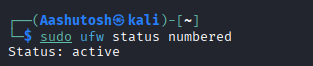 ┌──(Aashutosh㉿kali)-[~]
└─$ sudo ufw status numbered
Status: active